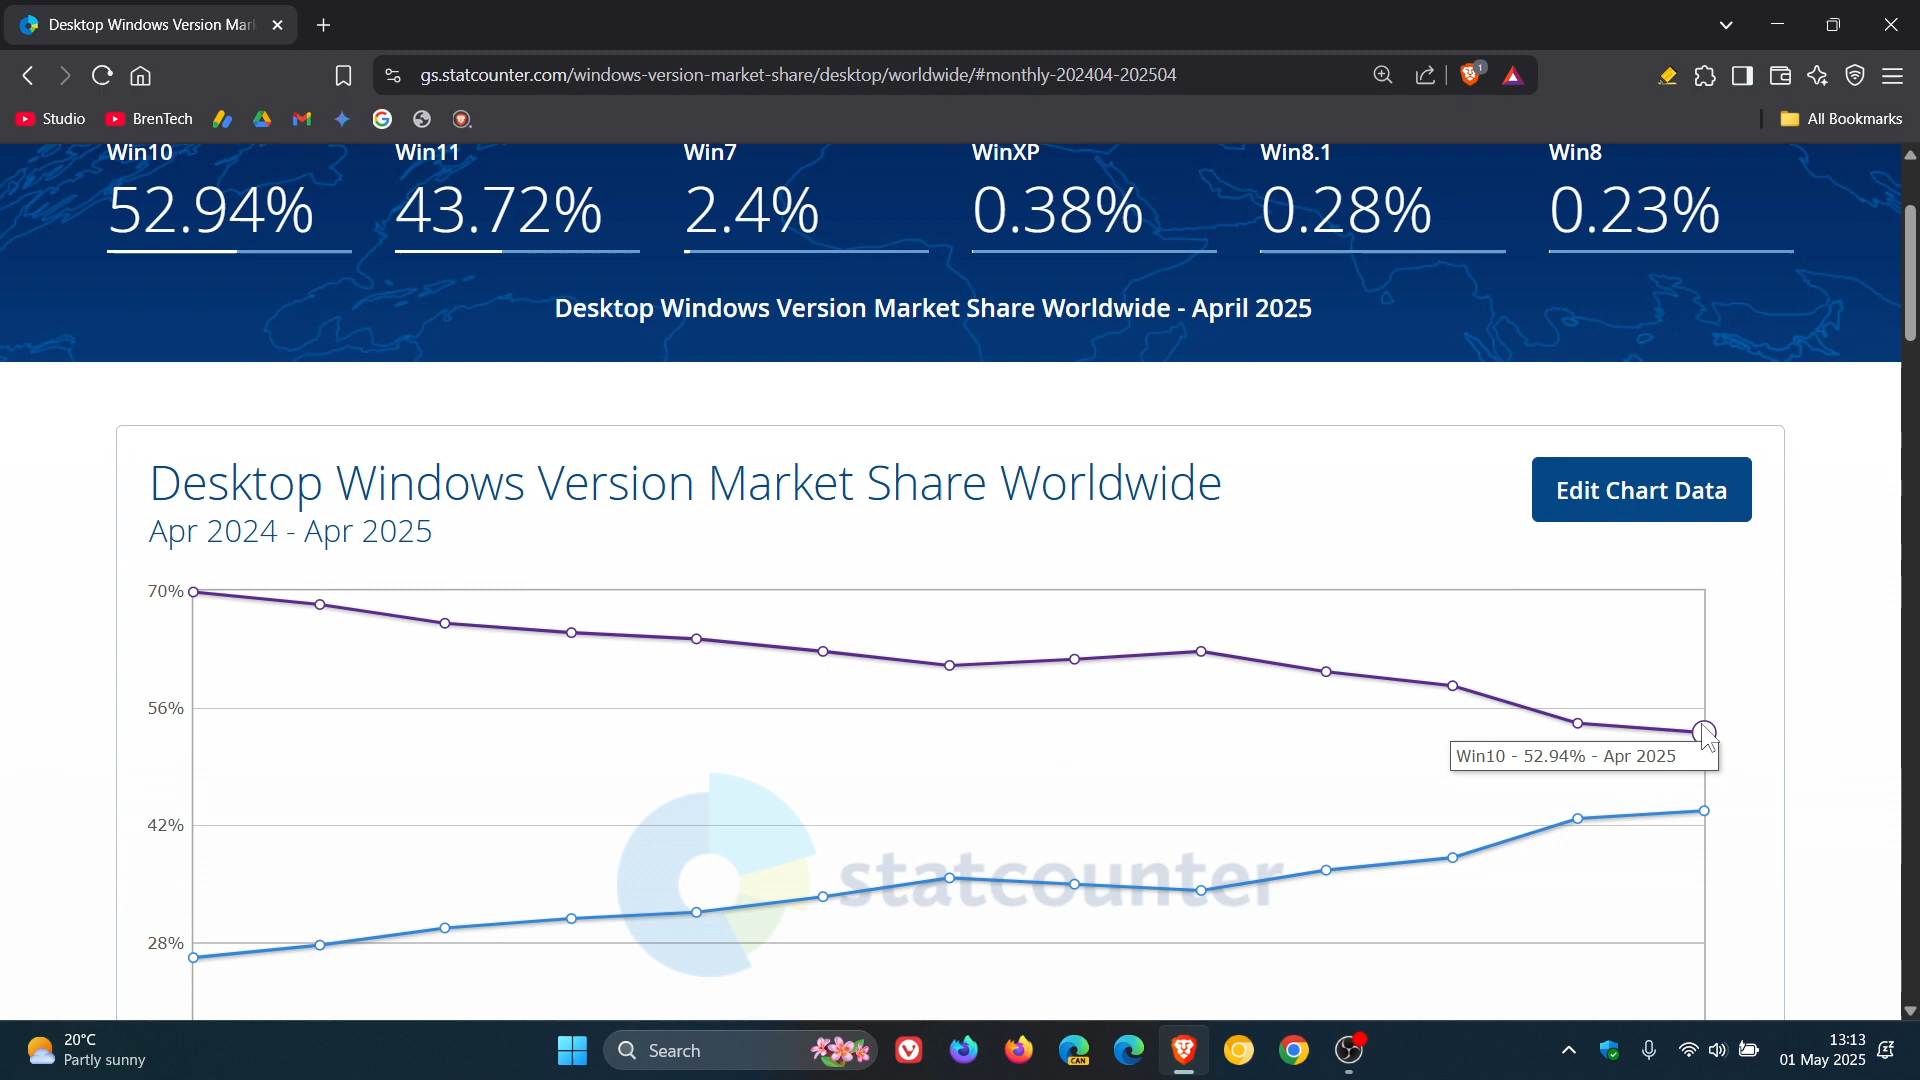 Desktop Windows Version Mar
gs.statcounter.com/windows-version-market-share/desktop/worldwide/#monthly-202404-202504
1
Studio
BrenTech
All Bookmarks
Win10 Win11 Win7 WinXP Win8.1 Win8
52.94% 43.72% 2.4% 0.38% 0.28% 0.23%
Desktop Windows Version Market Share Worldwide - April 2025
Desktop Windows Version Market Share Worldwide
Apr 2024 - Apr 2025
Edit Chart Data
70%
56%
Win10 - 52.94% - Apr 2025
42%
statcounter
28%
20°C
Partly sunny
Search
CAN
13:13
01 May 2025